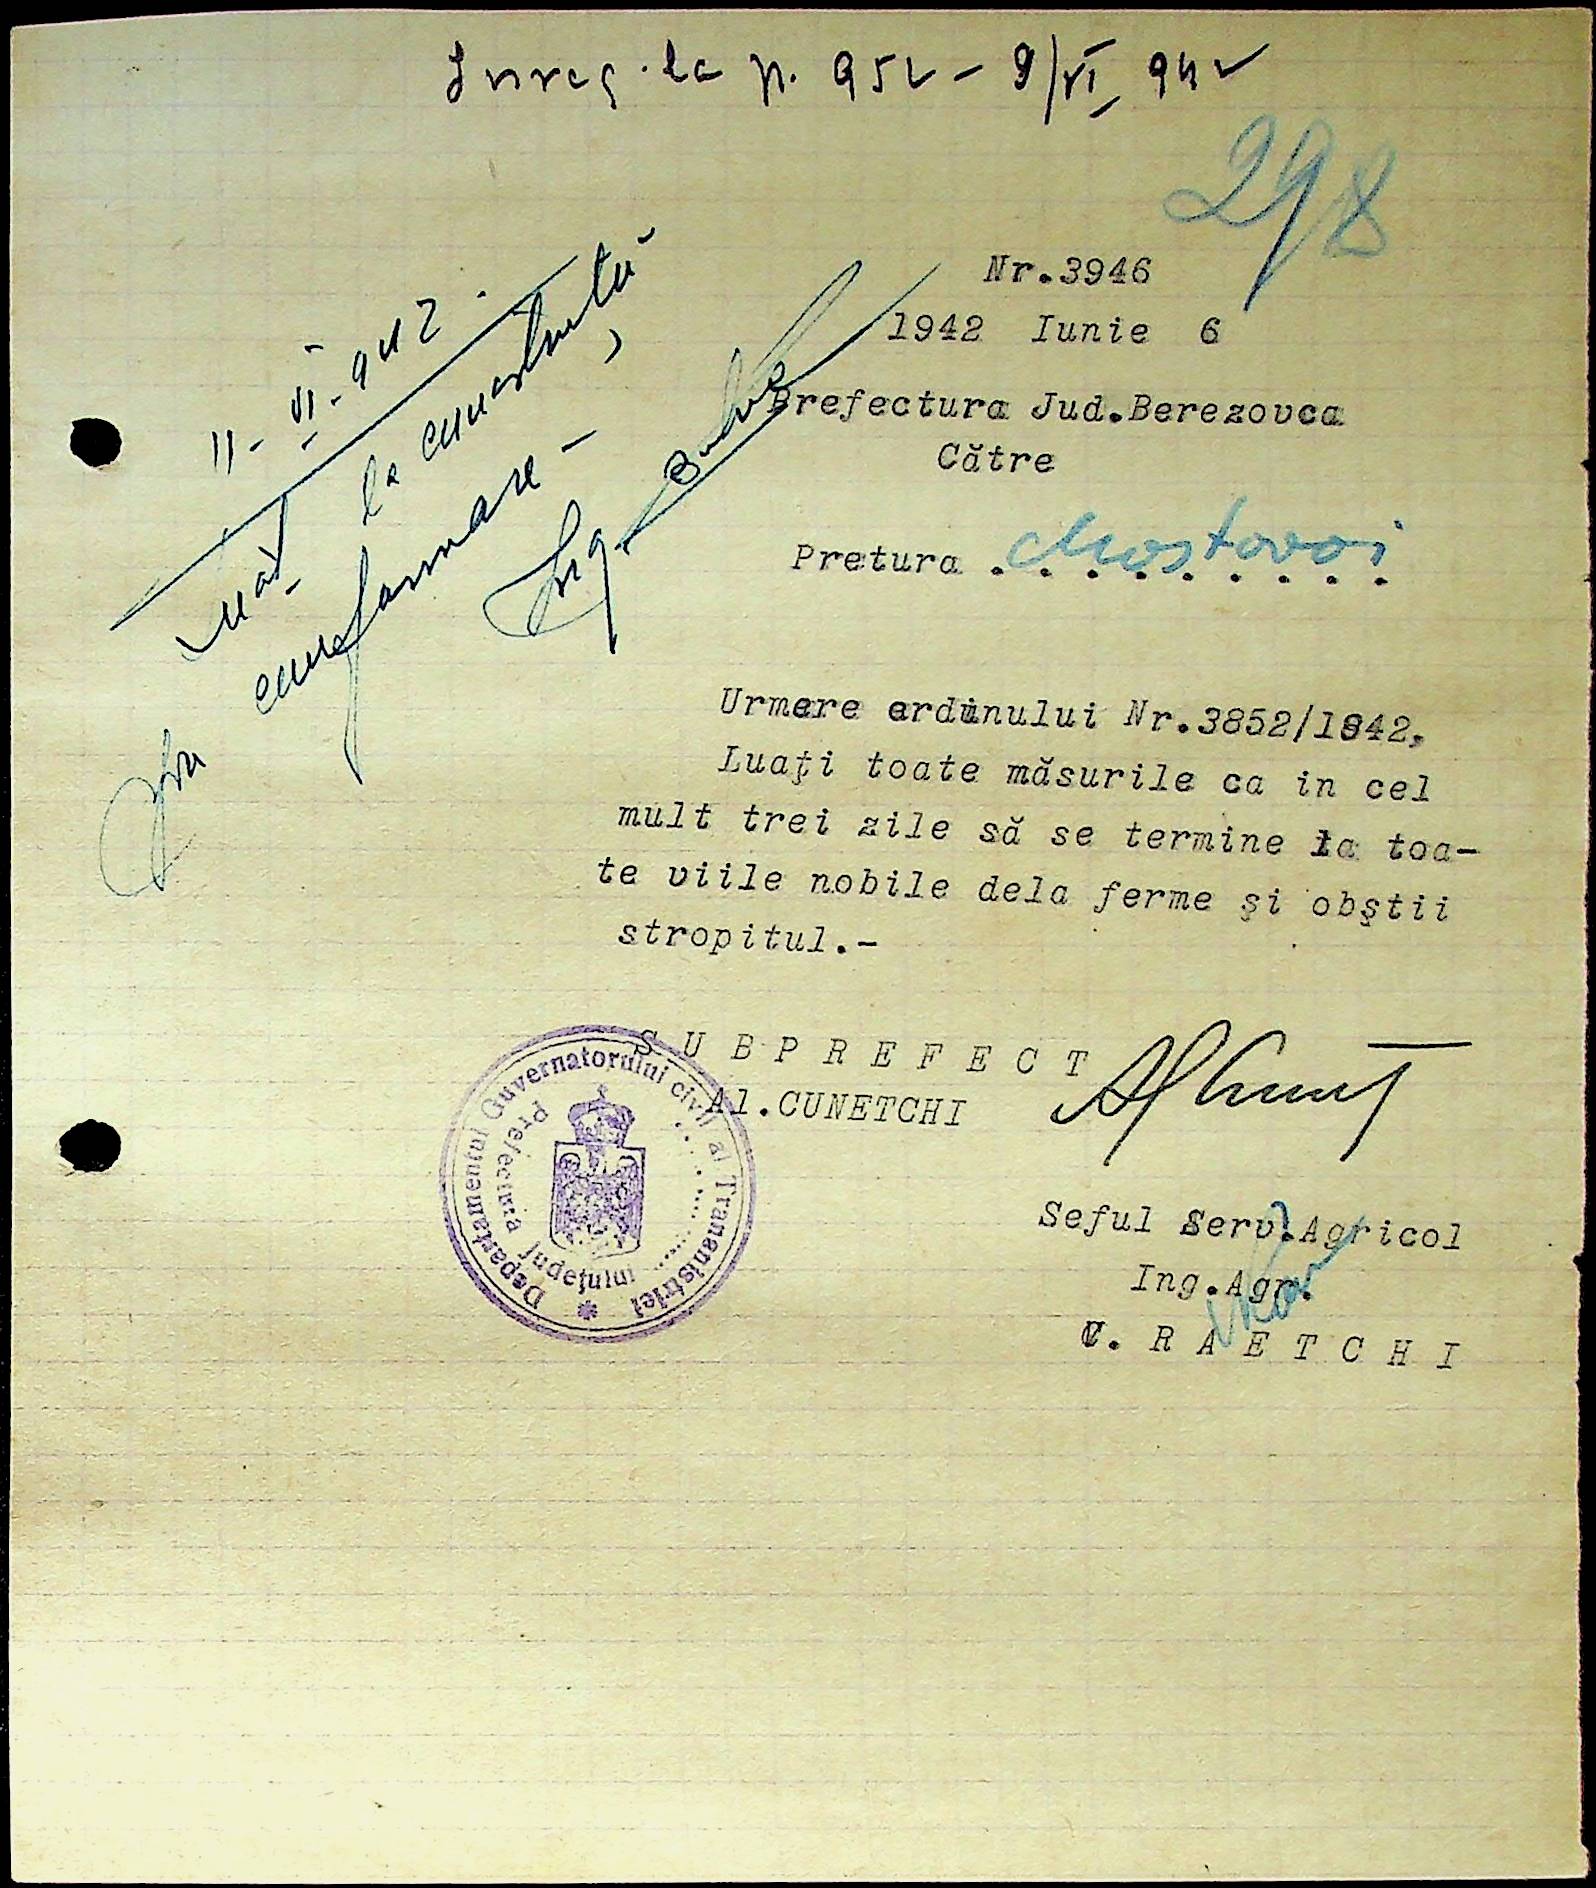 Inreg. la N. 952 - 9/VI 942
298
Nr.3946
1942 Iunie 6
Prefectura Jud.Berezovca
Către
Pretura Mostovoi
11-VI-942.
Luat la cunostintă
conformare -
Ing.
Urmare ordinului Nr.3852/1942,
Luaţi toate măsurile ca in cel
mult trei zile să se termine la toa-
te viile nobile dela ferme şi obştii
stropitul.-
SUBPREFECT
Al.CUNETCHI
Departamentul Guvernatorului civil al Transnistriei
Prefectura Judeţului
Seful Serv.Agricol
Ing.Agr.
V. RAETCHI